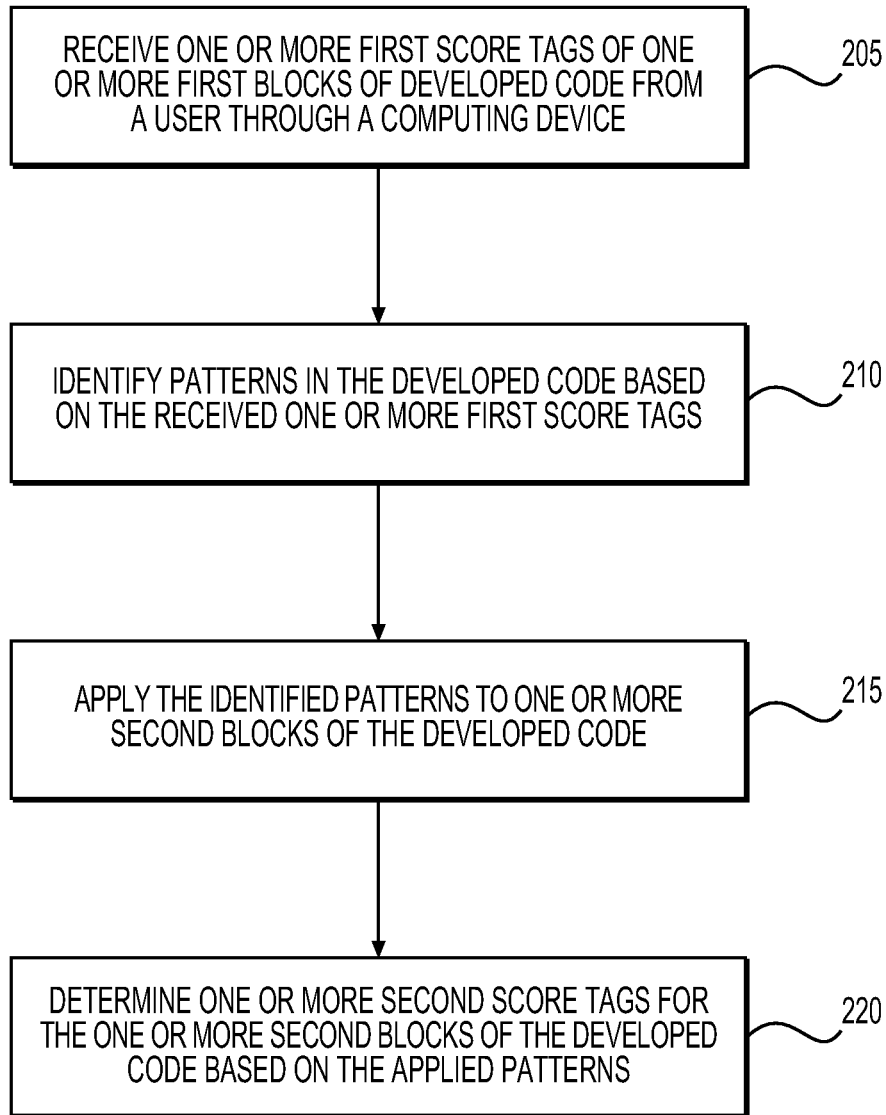 RECEIVE ONE OR MORE FIRST SCORE TAGS OF ONE
OR MORE FIRST BLOCKS OF DEVELOPED CODE FROM
A USER THROUGH A COMPUTING DEVICE
205
IDENTIFY PATTERNS IN THE DEVELOPED CODE BASED
ON THE RECEIVED ONE OR MORE FIRST SCORE TAGS
210
APPLY THE IDENTIFIED PATTERNS TO ONE OR MORE
SECOND BLOCKS OF THE DEVELOPED CODE
215
DETERMINE ONE OR MORE SECOND SCORE TAGS FOR
THE ONE OR MORE SECOND BLOCKS OF THE DEVELOPED
CODE BASED ON THE APPLIED PATTERNS
220